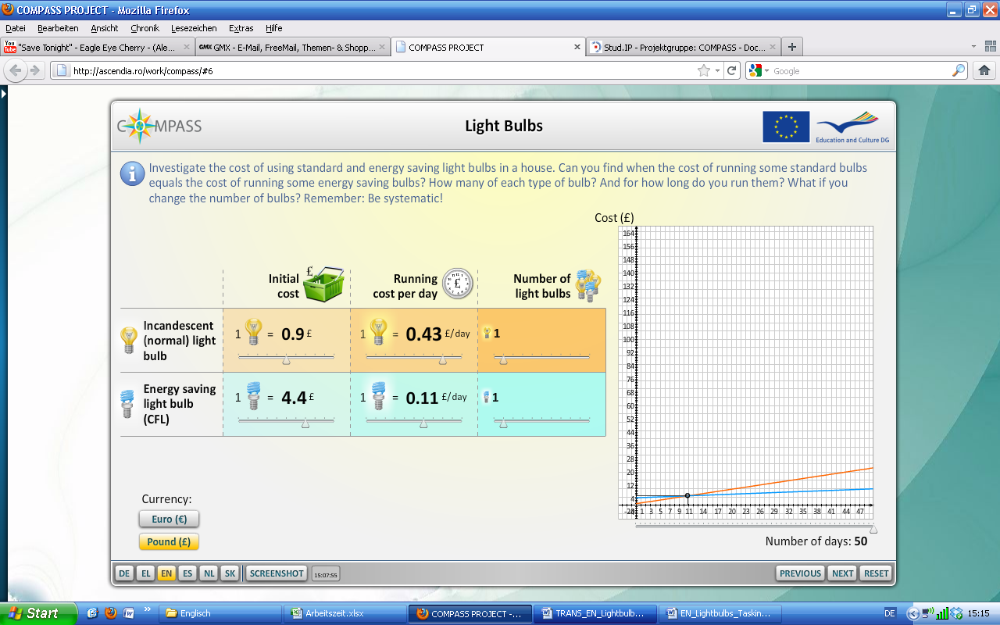 COMPASS PROJECT - Mozilla Firefox
Datei Bearbeiten Ansicht Chronik Lesezeichen Extras Hilfe
You Tube "Save Tonight" - Eagle Eye Cherry - (Ale... GMX GMX - E-Mail, FreeMail, Themen- & Shopp... COMPASS PROJECT Stud.IP - Projektgruppe: COMPASS - Doc...
http://ascendia.ro/work/compass/#6 Google
COMPASS
Light Bulbs
Education and Culture DG
Investigate the cost of using standard and energy saving light bulbs in a house. Can you find when the cost of running some standard bulbs
equals the cost of running some energy saving bulbs? How many of each type of bulb? And for how long do you run them? What if you
change the number of bulbs? Remember: Be systematic!
Initial
cost
£
Running
cost per day
£
Number of
light bulbs
Incandescent
(normal) light
bulb
1 = 0.9 £
1 = 0.43 £/day
1
Energy saving
light bulb
(CFL)
1 = 4.4 £
1 = 0.11 £/day
1
Cost (£)
164
156
148
140
132
124
116
108
100
92
84
76
68
60
52
44
36
28
20
12
4
1 3 5 7 9 11 14 17 20 23 26 29 32 35 38 41 44 47
Number of days: 50
Currency:
Euro (€)
Pound (£)
DE EL EN ES NL SK SCREENSHOT 15:07:55 PREVIOUS NEXT RESET
Start Englisch Arbeitszeit.xlsx COMPASS PROJECT -... TRANS_EN_Lightbulb... EN_Lightbulbs_Taskin... DE 15:15